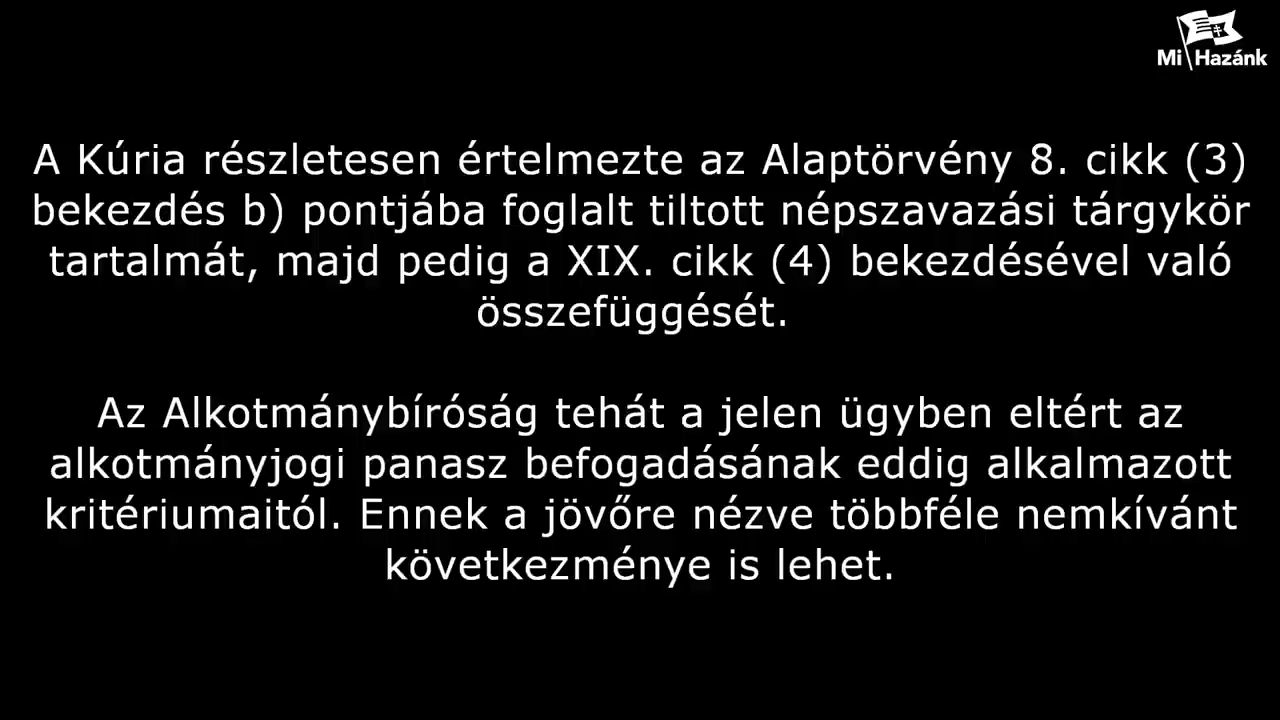 Mi Hazánk
A Kúria részletesen értelmezte az Alaptörvény 8. cikk (3)
bekezdés b) pontjába foglalt tiltott népszavazási tárgykör
tartalmát, majd pedig a XIX. cikk (4) bekezdésével való
összefüggését.
Az Alkotmánybíróság tehát a jelen ügyben eltért az
alkotmányjogi panasz befogadásának eddig alkalmazott
kritériumaitól. Ennek a jövőre nézve többféle nemkívánt
következménye is lehet.